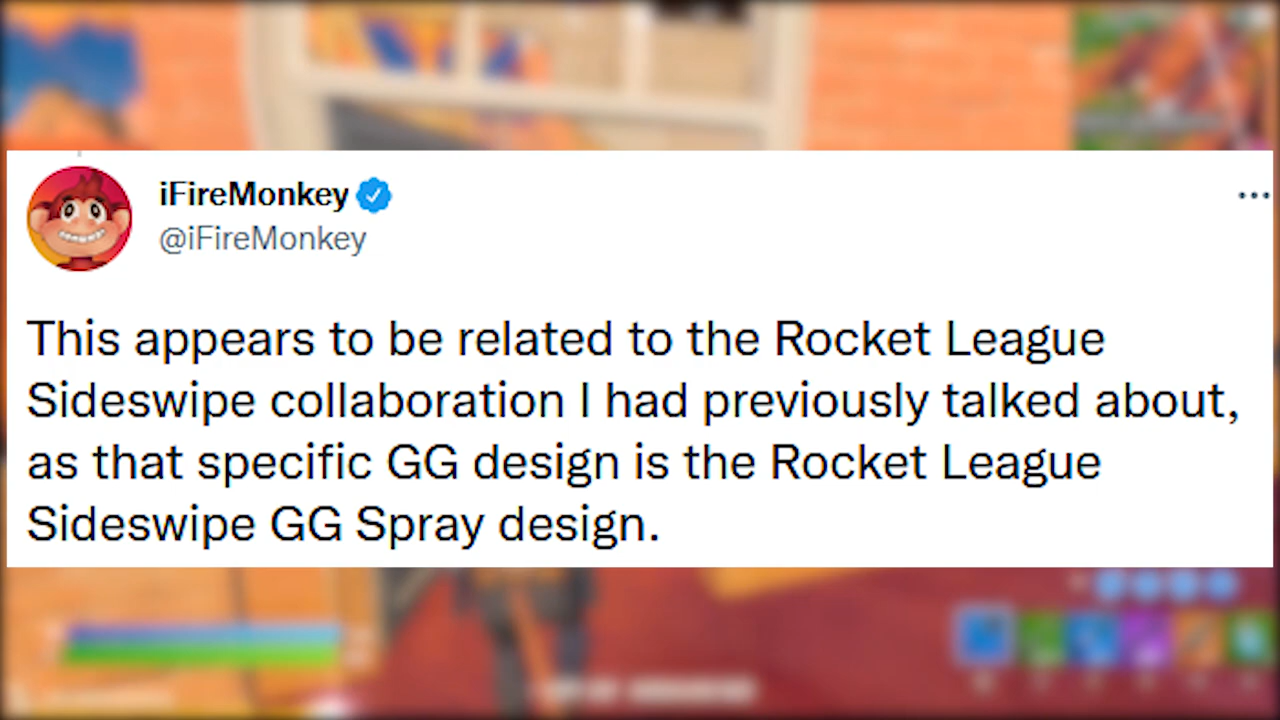 iFireMonkey
@iFireMonkey
This appears to be related to the Rocket League
Sideswipe collaboration I had previously talked about,
as that specific GG design is the Rocket League
Sideswipe GG Spray design.